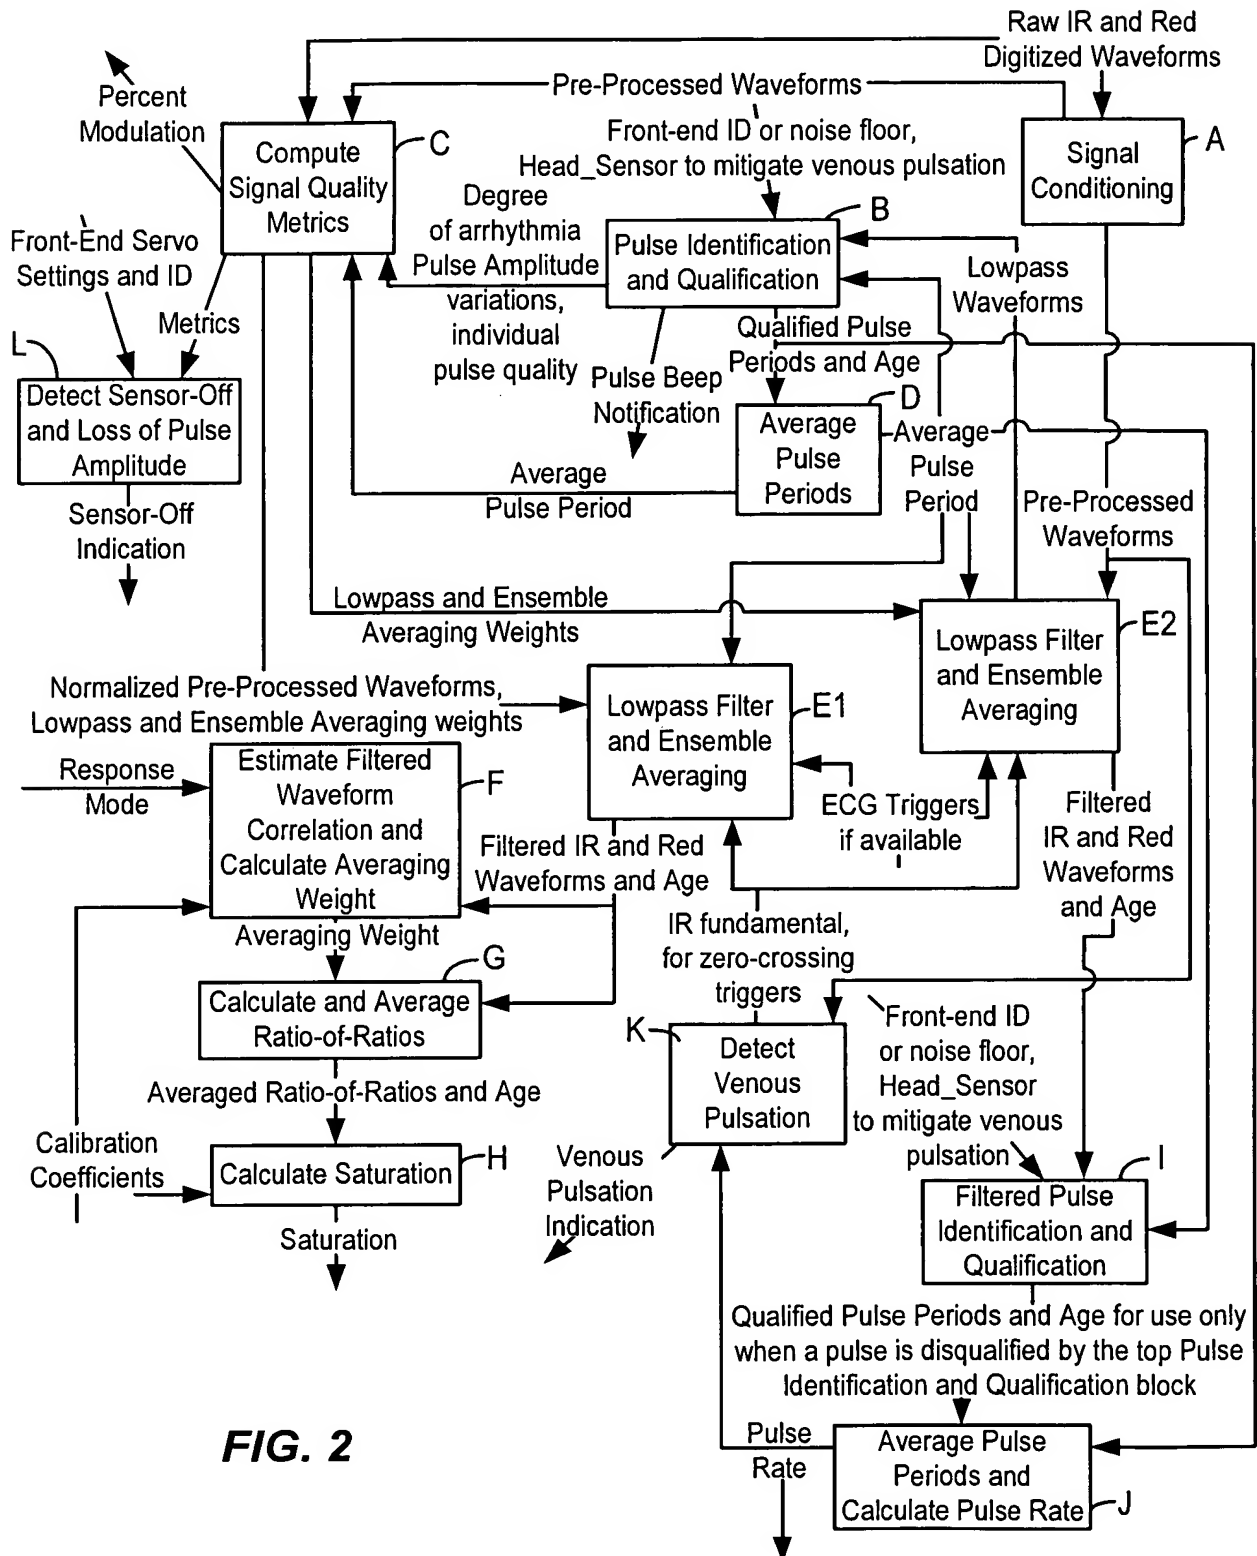 Raw IR and Red
Digitized Waveforms
Pre-Processed Waveforms
Percent
Modulation
Front-end ID or noise floor,
Head_Sensor to mitigate venous pulsation
C
Compute
Signal Quality
Metrics
A
Signal
Conditioning
Degree
of arrhythmia
Pulse Amplitude
variations,
individual
pulse quality
B
Pulse Identification
and Qualification
Lowpass
Waveforms
Front-End Servo
Settings and ID
Metrics
Qualified Pulse
Periods and Age
Pulse Beep
Notification
L
Detect Sensor-Off
and Loss of Pulse
Amplitude
D
Average
Pulse
Periods
Average
Pulse
Period
Average
Pulse Period
Sensor-Off
Indication
Pre-Processed
Waveforms
Lowpass and Ensemble
Averaging Weights
E2
Lowpass Filter
and Ensemble
Averaging
Normalized Pre-Processed Waveforms,
Lowpass and Ensemble Averaging weights
E1
Lowpass Filter
and Ensemble
Averaging
Response
Mode
F
Estimate Filtered
Waveform
Correlation and
Calculate Averaging
Weight
ECG Triggers
if available
Filtered
IR and Red
Waveforms
and Age
Filtered IR and Red
Waveforms and Age
Averaging Weight
IR fundamental,
for zero-crossing
triggers
G
Calculate and Average
Ratio-of-Ratios
K
Detect
Venous
Pulsation
Front-end ID
or noise floor,
Head_Sensor
to mitigate venous
pulsation
Averaged Ratio-of-Ratios and Age
Calibration
Coefficients
H
Calculate Saturation
Venous
Pulsation
Indication
I
Filtered Pulse
Identification and
Qualification
Saturation
Qualified Pulse Periods and Age for use only
when a pulse is disqualified by the top Pulse
Identification and Qualification block
FIG. 2
Pulse
Rate
Average Pulse
Periods and
Calculate Pulse Rate
J